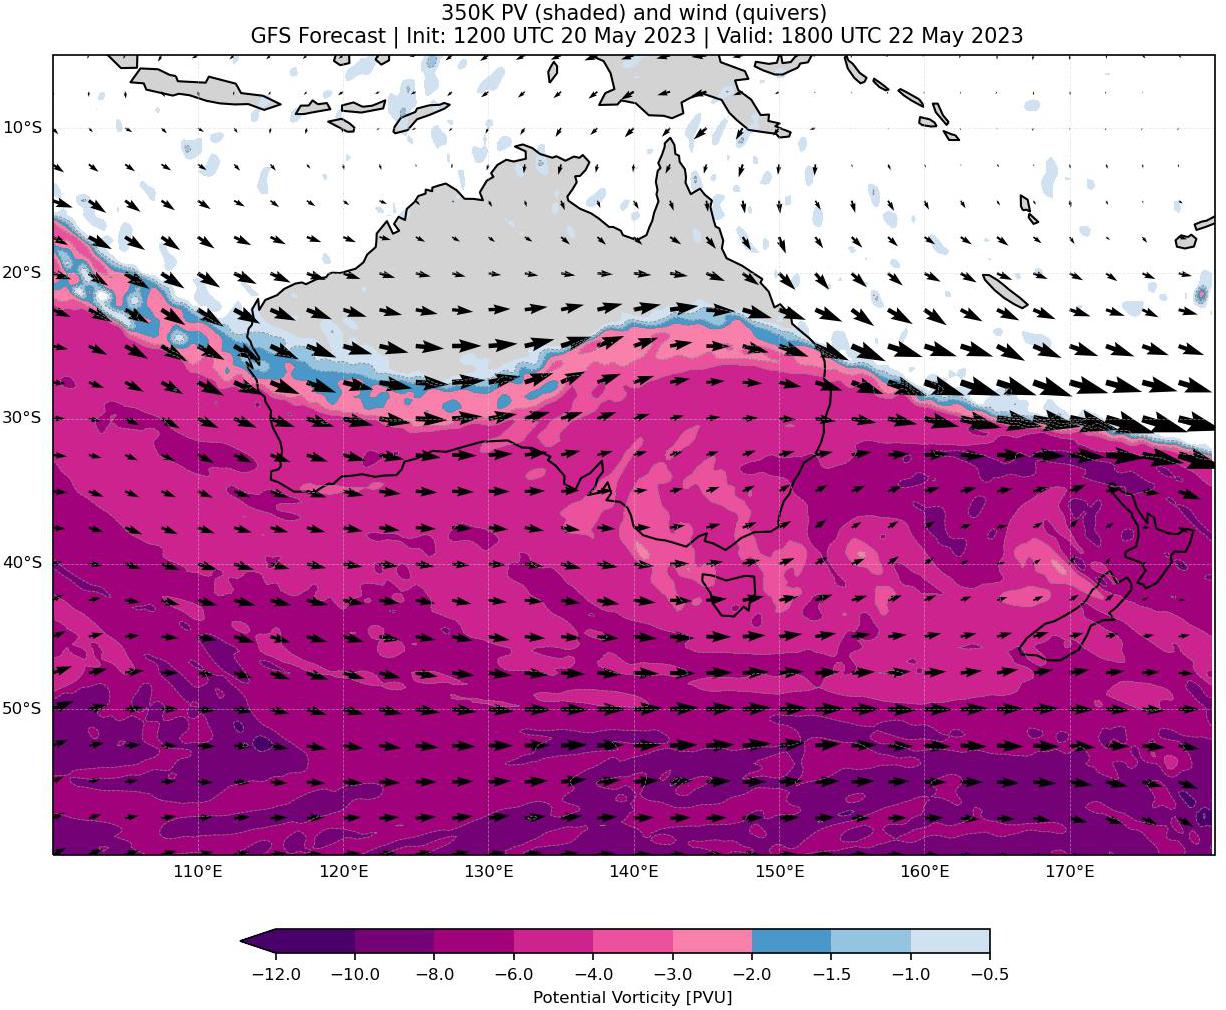 350K PV (shaded) and wind (quivers)
GFS Forecast | Init: 1200 UTC 20 May 2023 | Valid: 1800 UTC 22 May 2023
10°S
20°S
30°S
40°S
50°S
110°E 120°E 130°E 140°E 150°E 160°E 170°E
−12.0 −10.0 −8.0 −6.0 −4.0 −3.0 −2.0 −1.5 −1.0 −0.5
Potential Vorticity [PVU]